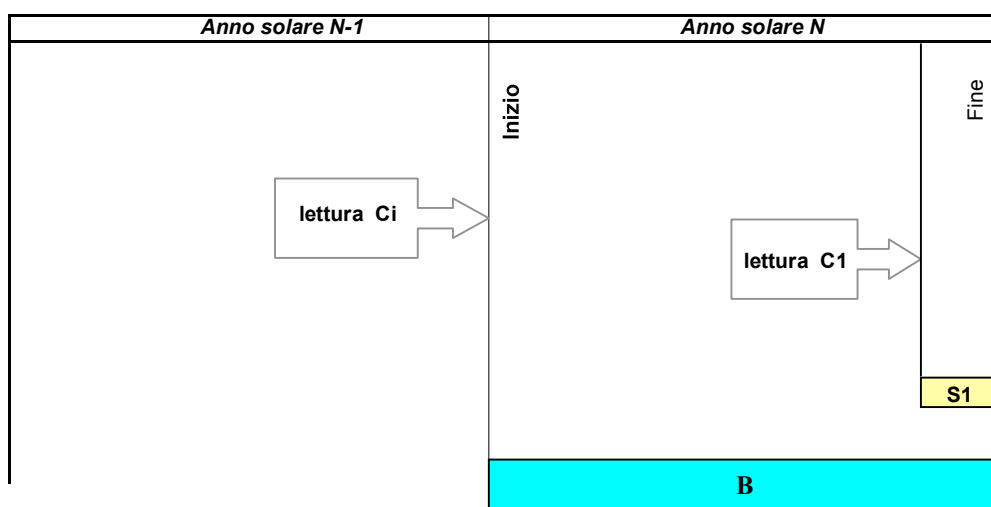 Anno solare N-1
Anno solare N
Inizio
Fine
lettura Ci
lettura C1
S1
B